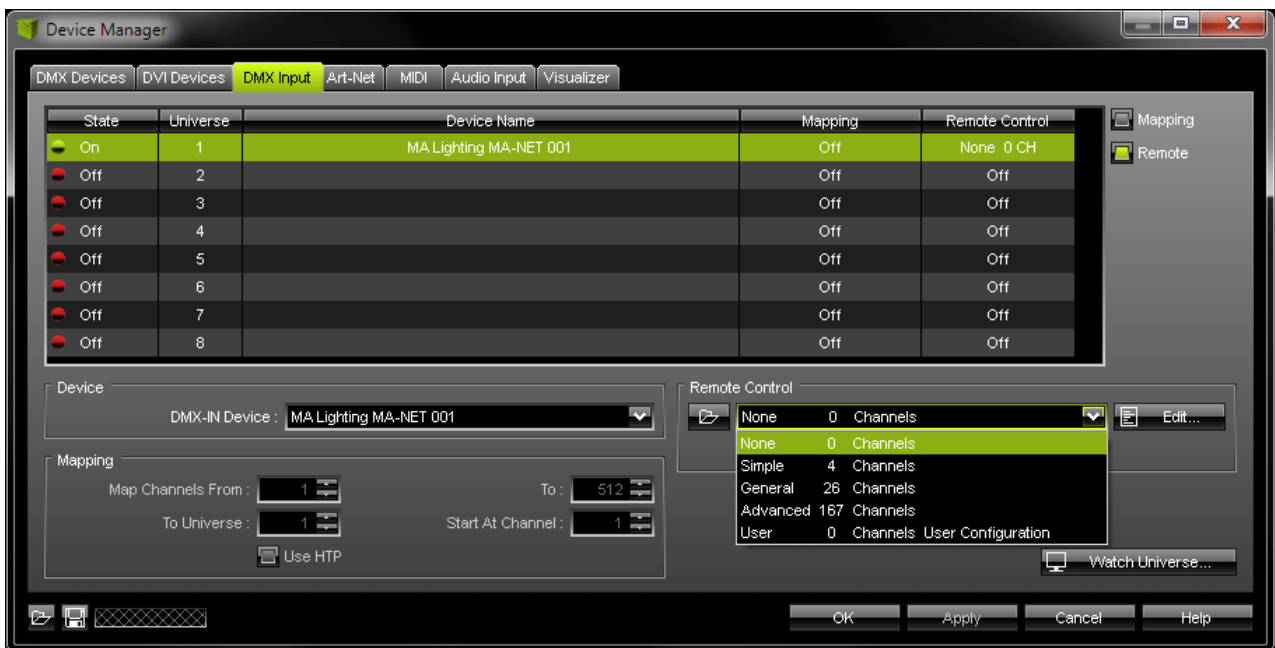 Device Manager
DMX Devices DVI Devices DMX Input Art-Net MIDI Audio Input Visualizer
State Universe Device Name Mapping Remote Control
On 1 MA Lighting MA-NET 001 Off None 0 CH
Off 2 Off Off
Off 3 Off Off
Off 4 Off Off
Off 5 Off Off
Off 6 Off Off
Off 7 Off Off
Off 8 Off Off
Mapping
Remote
Device
DMX-IN Device : MA Lighting MA-NET 001
Mapping
Map Channels From : 1 To : 512
To Universe : 1 Start At Channel : 1
Use HTP
Remote Control
None 0 Channels Edit...
None 0 Channels
Simple 4 Channels
General 26 Channels
Advanced 167 Channels
User 0 Channels User Configuration
Watch Universe...
OK Apply Cancel Help